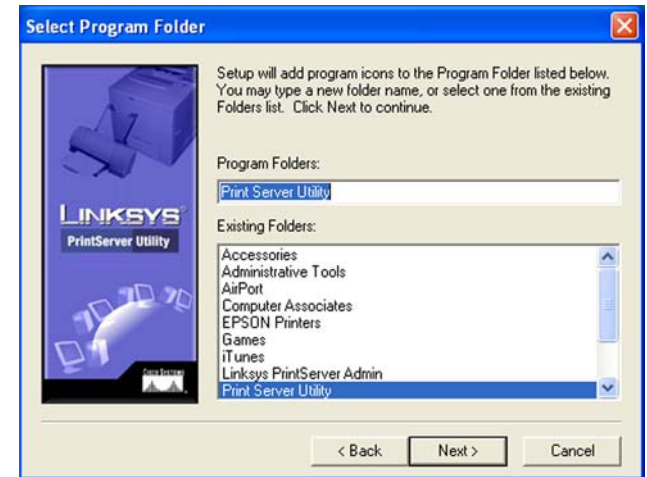 Select Program Folder
Setup will add program icons to the Program Folder listed below.
You may type a new folder name, or select one from the existing
Folders list. Click Next to continue.
Program Folders:
Print Server Utility
LINKSYS®
PrintServer Utility
CISCO SYSTEMS
Existing Folders:
Accessories
Administrative Tools
AirPort
Computer Associates
EPSON Printers
Games
iTunes
Linksys PrintServer Admin
Print Server Utility
< Back
Next >
Cancel